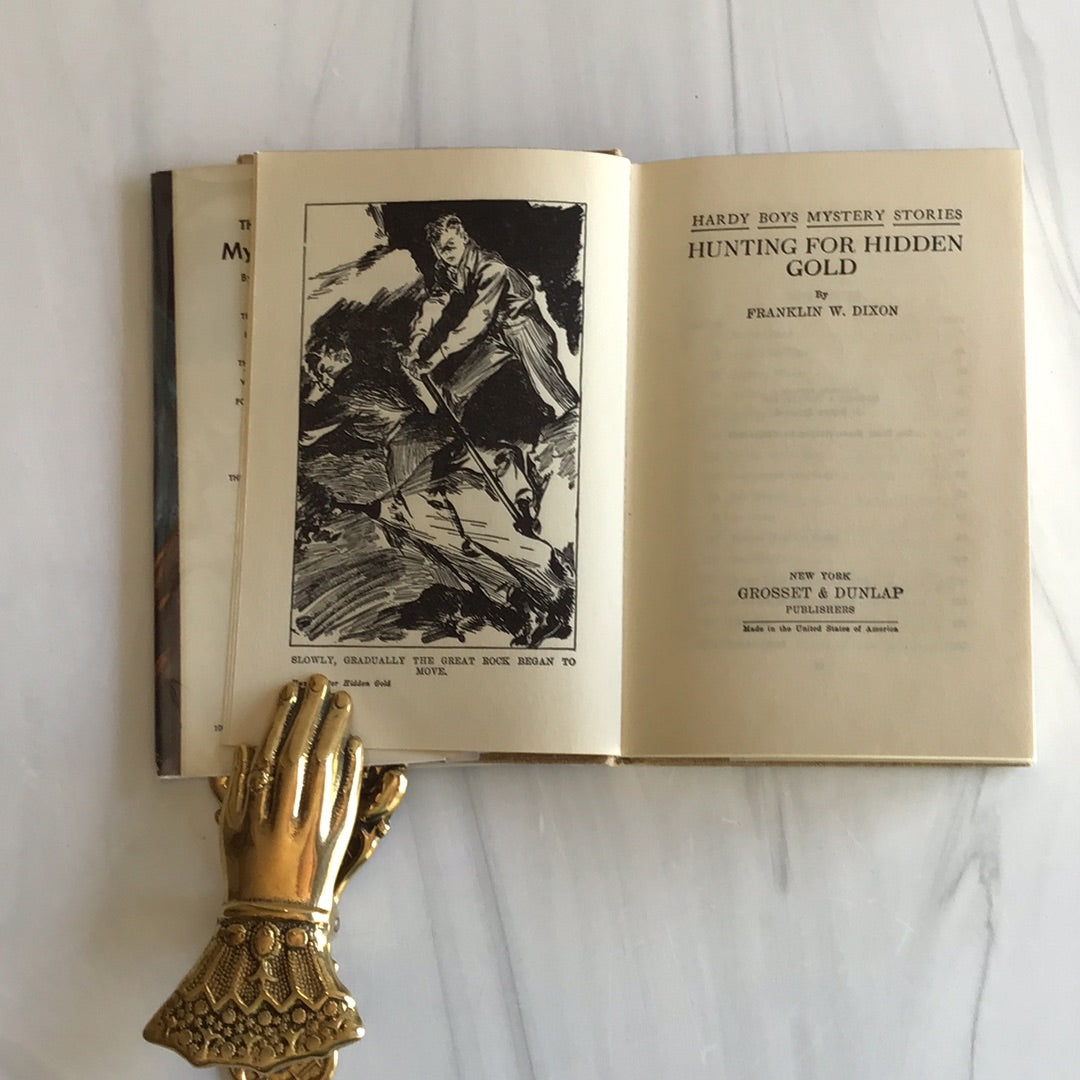 My
SLOWLY, GRADUALLY THE GREAT ROCK BEGAN TO
MOVE.
Hidden Gold
HARDY BOYS MYSTERY STORIES
HUNTING FOR HIDDEN
GOLD
By
FRANKLIN W. DIXON
NEW YORK
GROSSET & DUNLAP
PUBLISHERS
Made in the United States of America